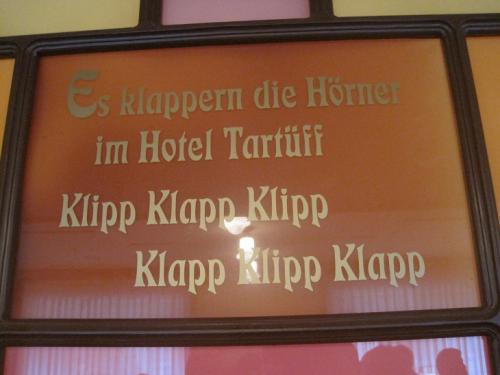 Es klappern die Hörner
im Hotel Tartüff
Klipp Klapp Klipp
Klapp Klipp Klapp